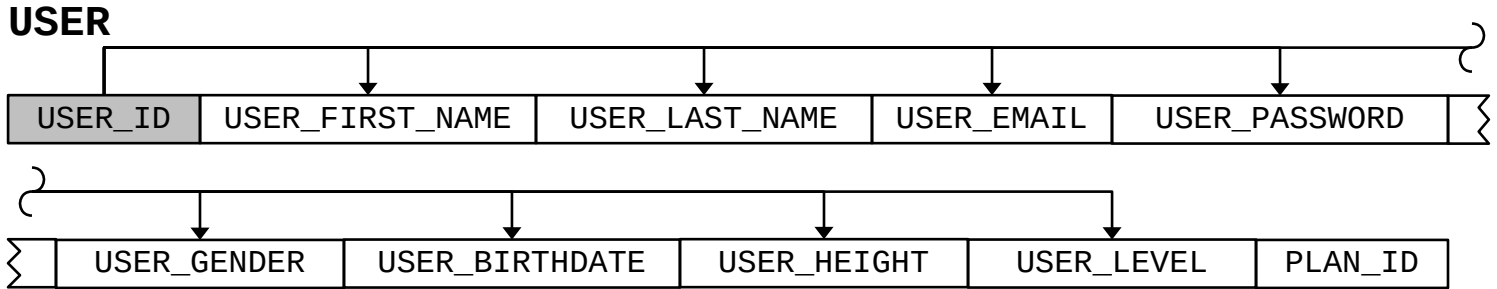 USER
USER_ID USER_FIRST_NAME USER_LAST_NAME USER_EMAIL USER_PASSWORD
USER_GENDER USER_BIRTHDATE USER_HEIGHT USER_LEVEL PLAN_ID